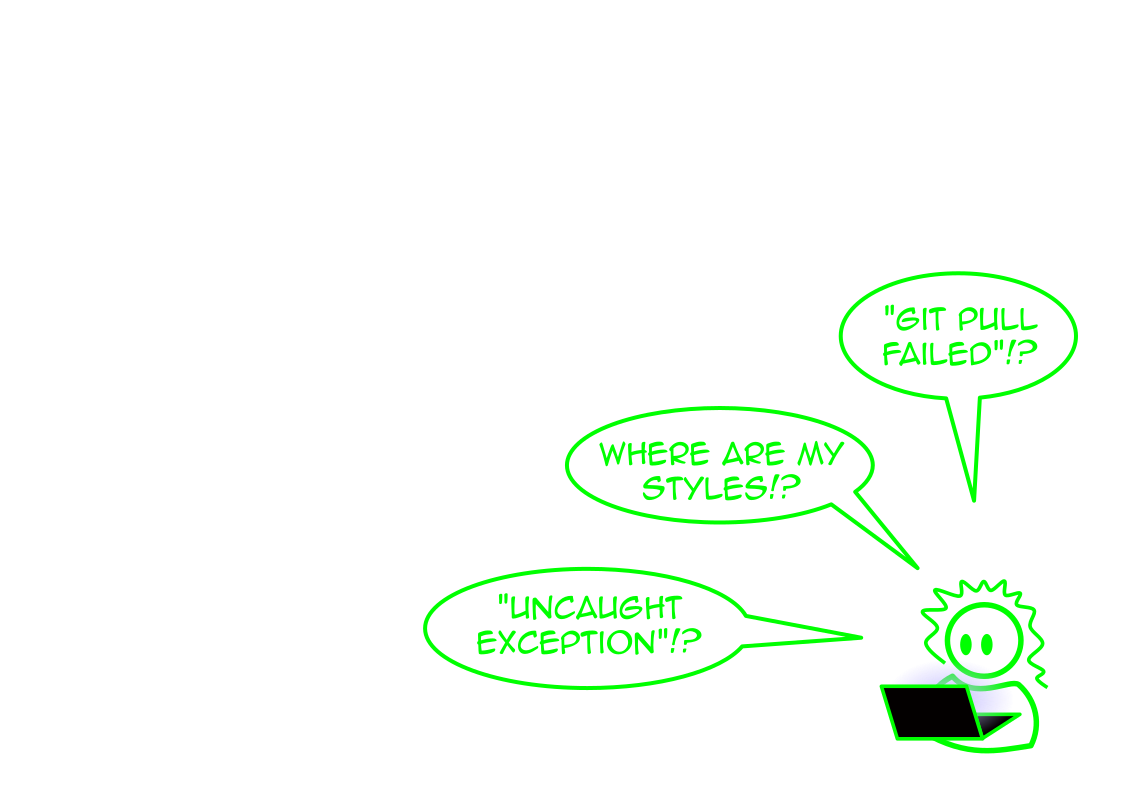 "GIT PULL
FAILED"!?
WHERE ARE MY
STYLES!?
"UNCAUGHT
EXCEPTION"!?